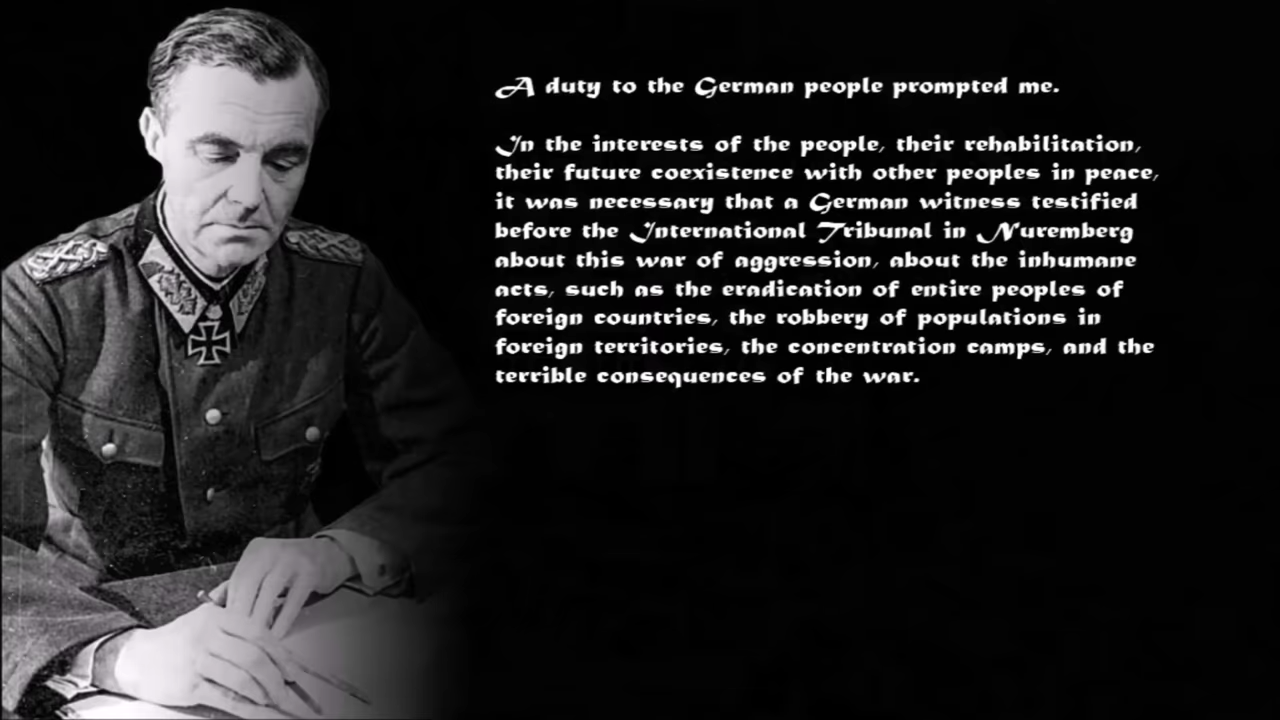 A duty to the German people prompted me.
In the interests of the people, their rehabilitation,
their future coexistence with other peoples in peace,
it was necessary that a German witness testified
before the International Tribunal in Nuremberg
about this war of aggression, about the inhumane
acts, such as the eradication of entire peoples of
foreign countries, the robbery of populations in
foreign territories, the concentration camps, and the
terrible consequences of the war.